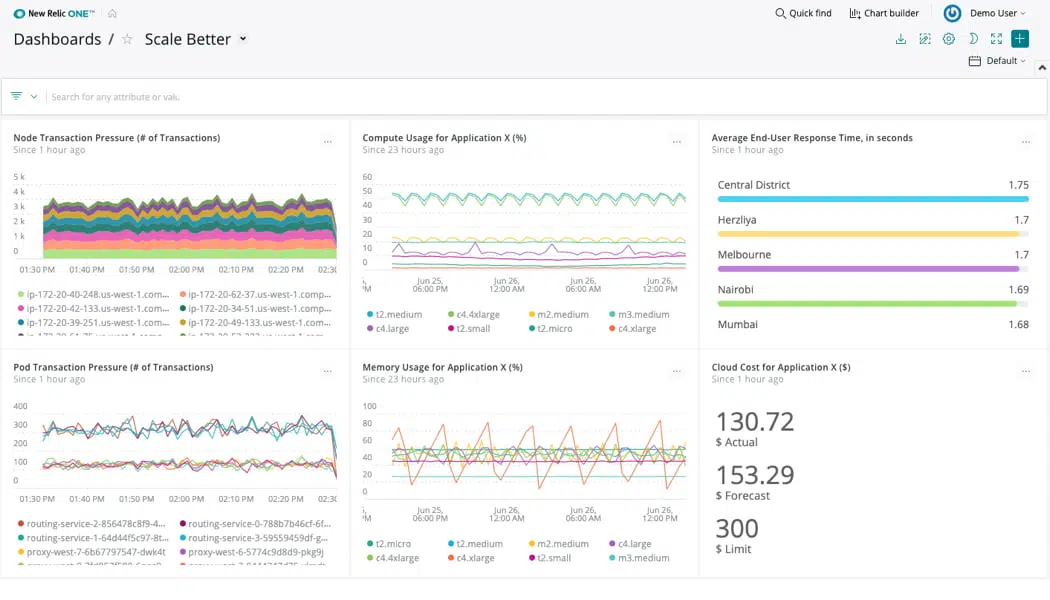 New Relic ONE™
Quick find
Chart builder
Demo User
Dashboards / ☆ Scale Better
Default
Search for any attribute or valu.
Node Transaction Pressure (# of Transactions)
Since 1 hour ago
5 k
4 k
3 k
2 k
1 k
0
01:30 PM 01:40 PM 01:50 PM 02:00 PM 02:10 PM 02:20 PM 02:30
ip-172-20-40-248.us-west-1.com... ip-172-20-62-37.us-west-1.comp...
ip-172-20-42-133.us-west-1.com... ip-172-20-34-51.us-west-1.comp...
ip-172-20-39-251.us-west-1.comp... ip-172-20-49-133.us-west-1.com...
Compute Usage for Application X (%)
Since 23 hours ago
60
50
40
30
20
10
0
Jun 25, 06:00 PM
Jun 26, 12:00 AM
Jun 26, 06:00 AM
Jun 26, 12:00 PM
t2.medium c4.4xlarge m2.medium m3.medium
c4.large t2.small t2.micro c4.xlarge
Average End-User Response Time, in seconds
Since 1 hour ago
Central District 1.75
Herzliya 1.7
Melbourne 1.7
Nairobi 1.69
Mumbai 1.68
Pod Transaction Pressure (# of Transactions)
Since 1 hour ago
400
300
200
100
0
01:30 PM 01:40 PM 01:50 PM 02:00 PM 02:10 PM 02:20 PM 02:30
routing-service-2-856478c8f9-4... routing-service-0-788b7b46cf-6f...
routing-service-1-64d44f5c97-8t... routing-service-3-59559459df-g...
proxy-west-7-6b67797547-dwk4t proxy-west-6-5774c9d8d9-pkg9j
Memory Usage for Application X (%)
Since 23 hours ago
100
80
60
40
20
0
Jun 25, 06:00 PM
Jun 26, 12:00 AM
Jun 26, 06:00 AM
Jun 26, 12:00 PM
t2.micro t2.medium m2.medium c4.large
c4.4xlarge c4.xlarge t2.small m3.medium
Cloud Cost for Application X ($)
Since 1 hour ago
130.72
$ Actual
153.29
$ Forecast
300
$ Limit